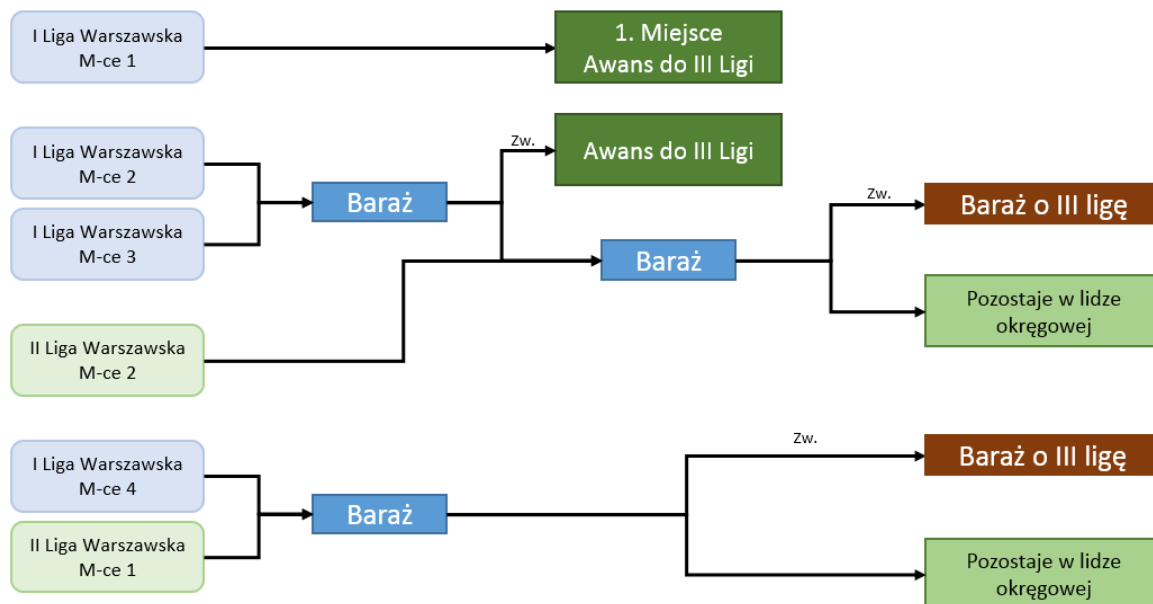 I Liga Warszawska
M-ce 1
1. Miejsce
Awans do III Ligi
I Liga Warszawska
M-ce 2
I Liga Warszawska
M-ce 3
Baraż
Zw.
Awans do III Ligi
Baraż
Zw.
Baraż o III ligę
Pozostaje w lidze
okręgowej
II Liga Warszawska
M-ce 2
I Liga Warszawska
M-ce 4
II Liga Warszawska
M-ce 1
Baraż
Zw.
Baraż o III ligę
Pozostaje w lidze
okręgowej